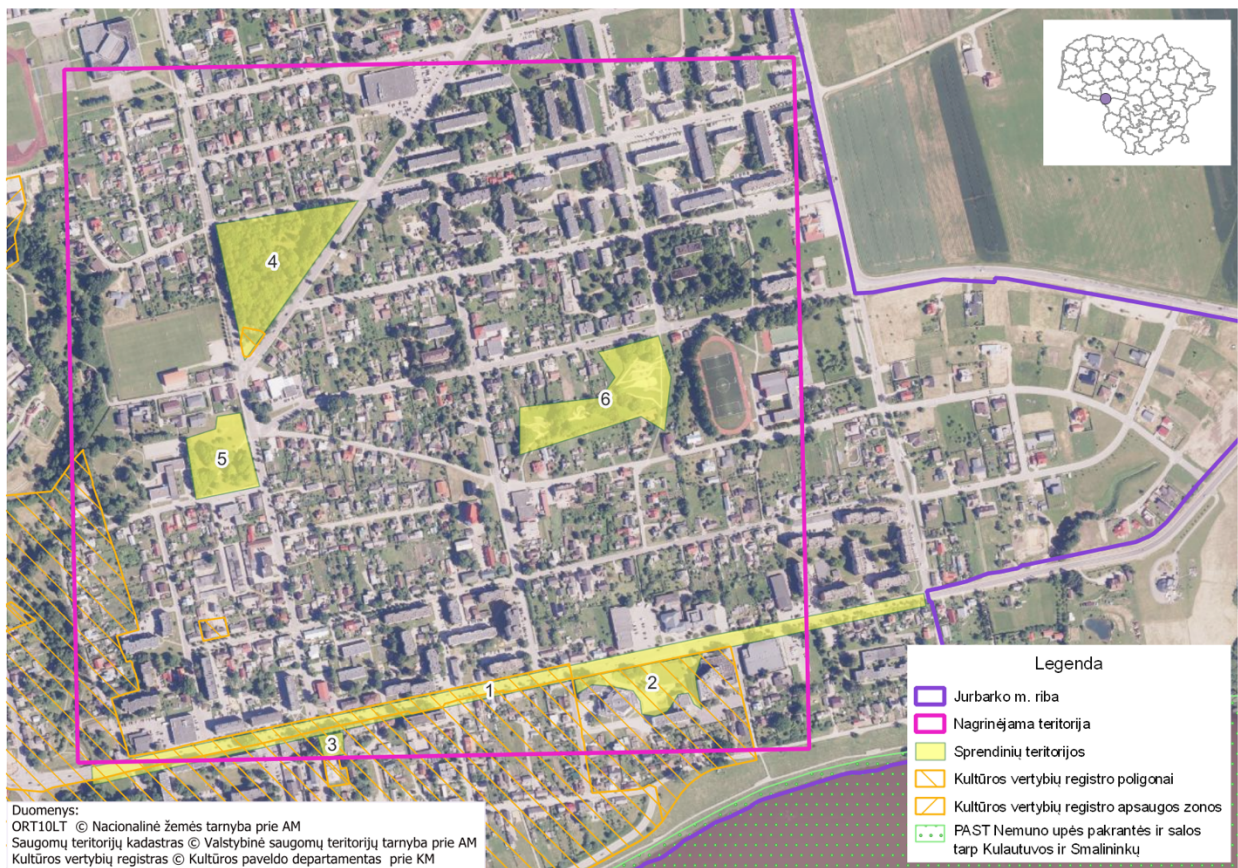 4
6
5
2
1
3
Legenda
Jurbarko m. riba
Nagrinėjama teritorija
Sprendinių teritorijos
Kultūros vertybių registro poligonai
Kultūros vertybių registro apsaugos zonos
PAST Nemuno upės pakrantės ir salos
tarp Kulautuvos ir Smalininkų
Duomenys:
ORT10LT © Nacionalinė žemės tarnyba prie AM
Saugomų teritorijų kadastras © Valstybinė saugomų teritorijų tarnyba prie AM
Kultūros vertybių registras © Kultūros paveldo departamentas prie KM